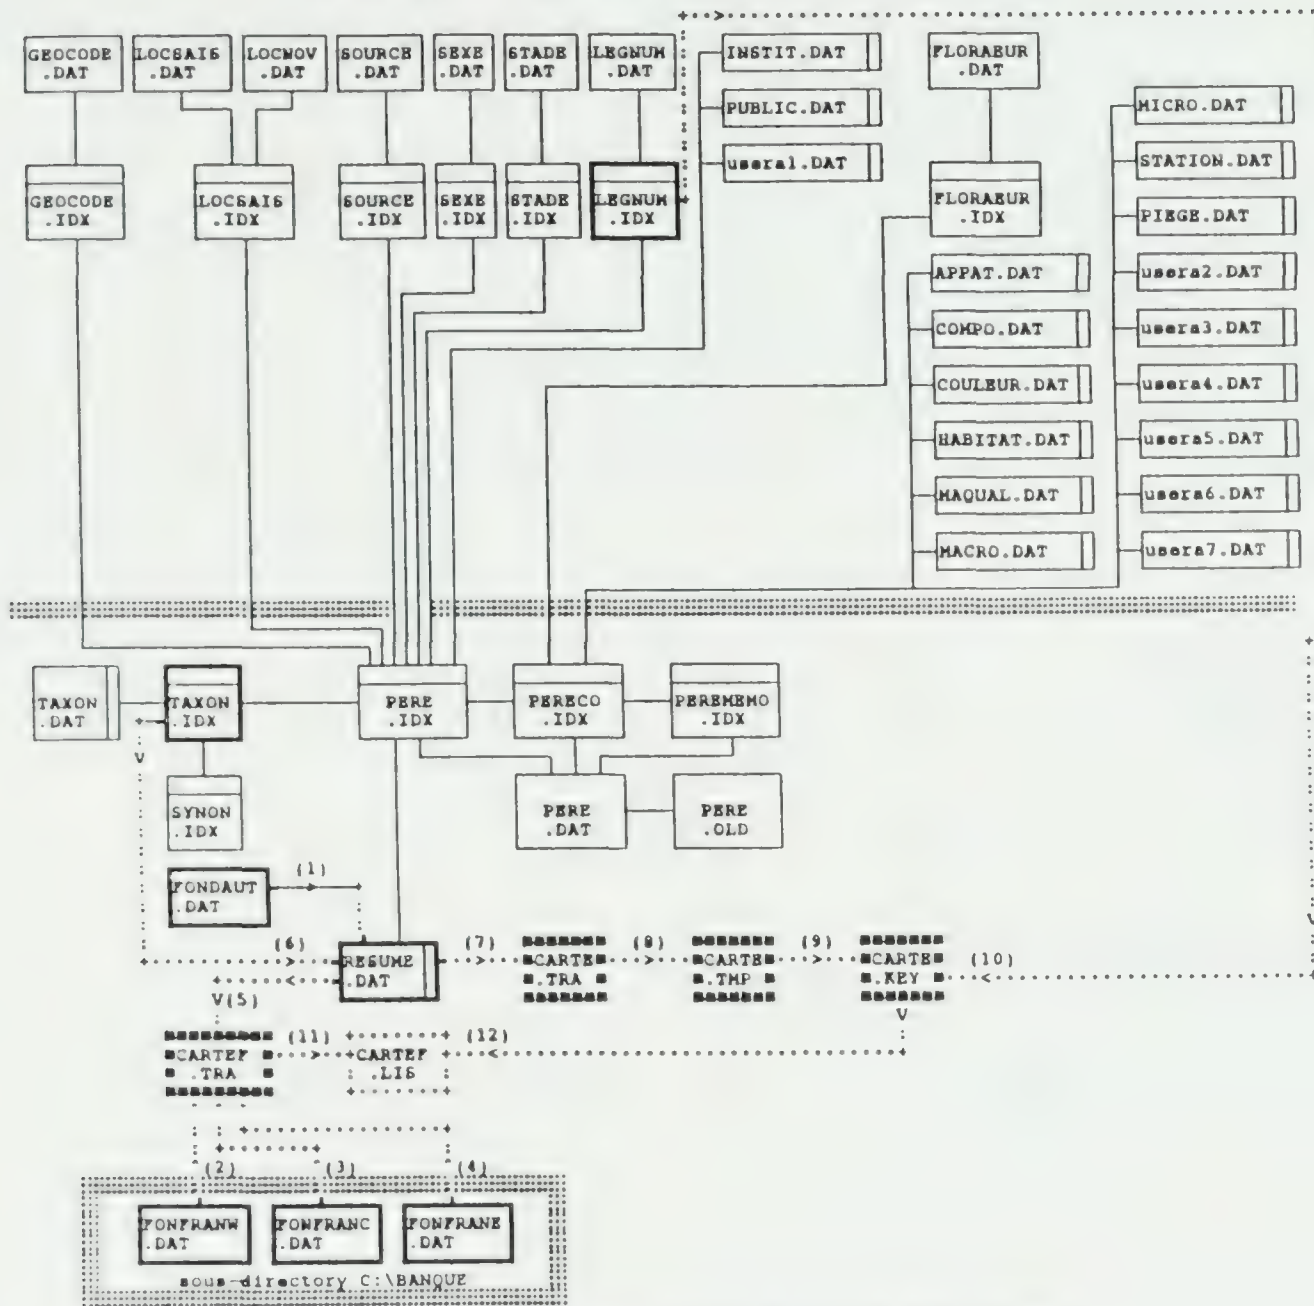 GEOCODE
.DAT
LOCSAIS
.DAT
LOCNOV
.DAT
SOURCE
.DAT
SEXE
.DAT
STADE
.DAT
LEGNUM
.DAT
INSTIT.DAT
PUBLIC.DAT
usera1.DAT
FLORAEUR
.DAT
GEOCODE
.IDX
LOCSAIS
.IDX
SOURCE
.IDX
SEXE
.IDX
STADE
.IDX
LEGNUM
.IDX
FLORAEUR
.IDX
APPAT.DAT
COMPO.DAT
COULEUR.DAT
HABITAT.DAT
MAQUAL.DAT
MACRO.DAT
MICRO.DAT
STATION.DAT
PIEGE.DAT
usera2.DAT
usera3.DAT
usera4.DAT
usera5.DAT
usera6.DAT
usera7.DAT
TAXON
.DAT
TAXON
.IDX
PERE
.IDX
PERECO
.IDX
PEREMEMO
.IDX
SYNON
.IDX
PERE
.DAT
PERE
.OLD
FONDAUT
.DAT
(1)
(6)
RESUME
.DAT
(7)
CARTE
.TRA
(8)
CARTE
.TMP
(9)
CARTE
.KEY
(10)
V(5)
CARTEF
.TRA
(11)
CARTEF
.LIS
(12)
(2)
(3)
(4)
FONFRANW
.DAT
FONFRANC
.DAT
FONFRANE
.DAT
sous-directory C:\BANQUE